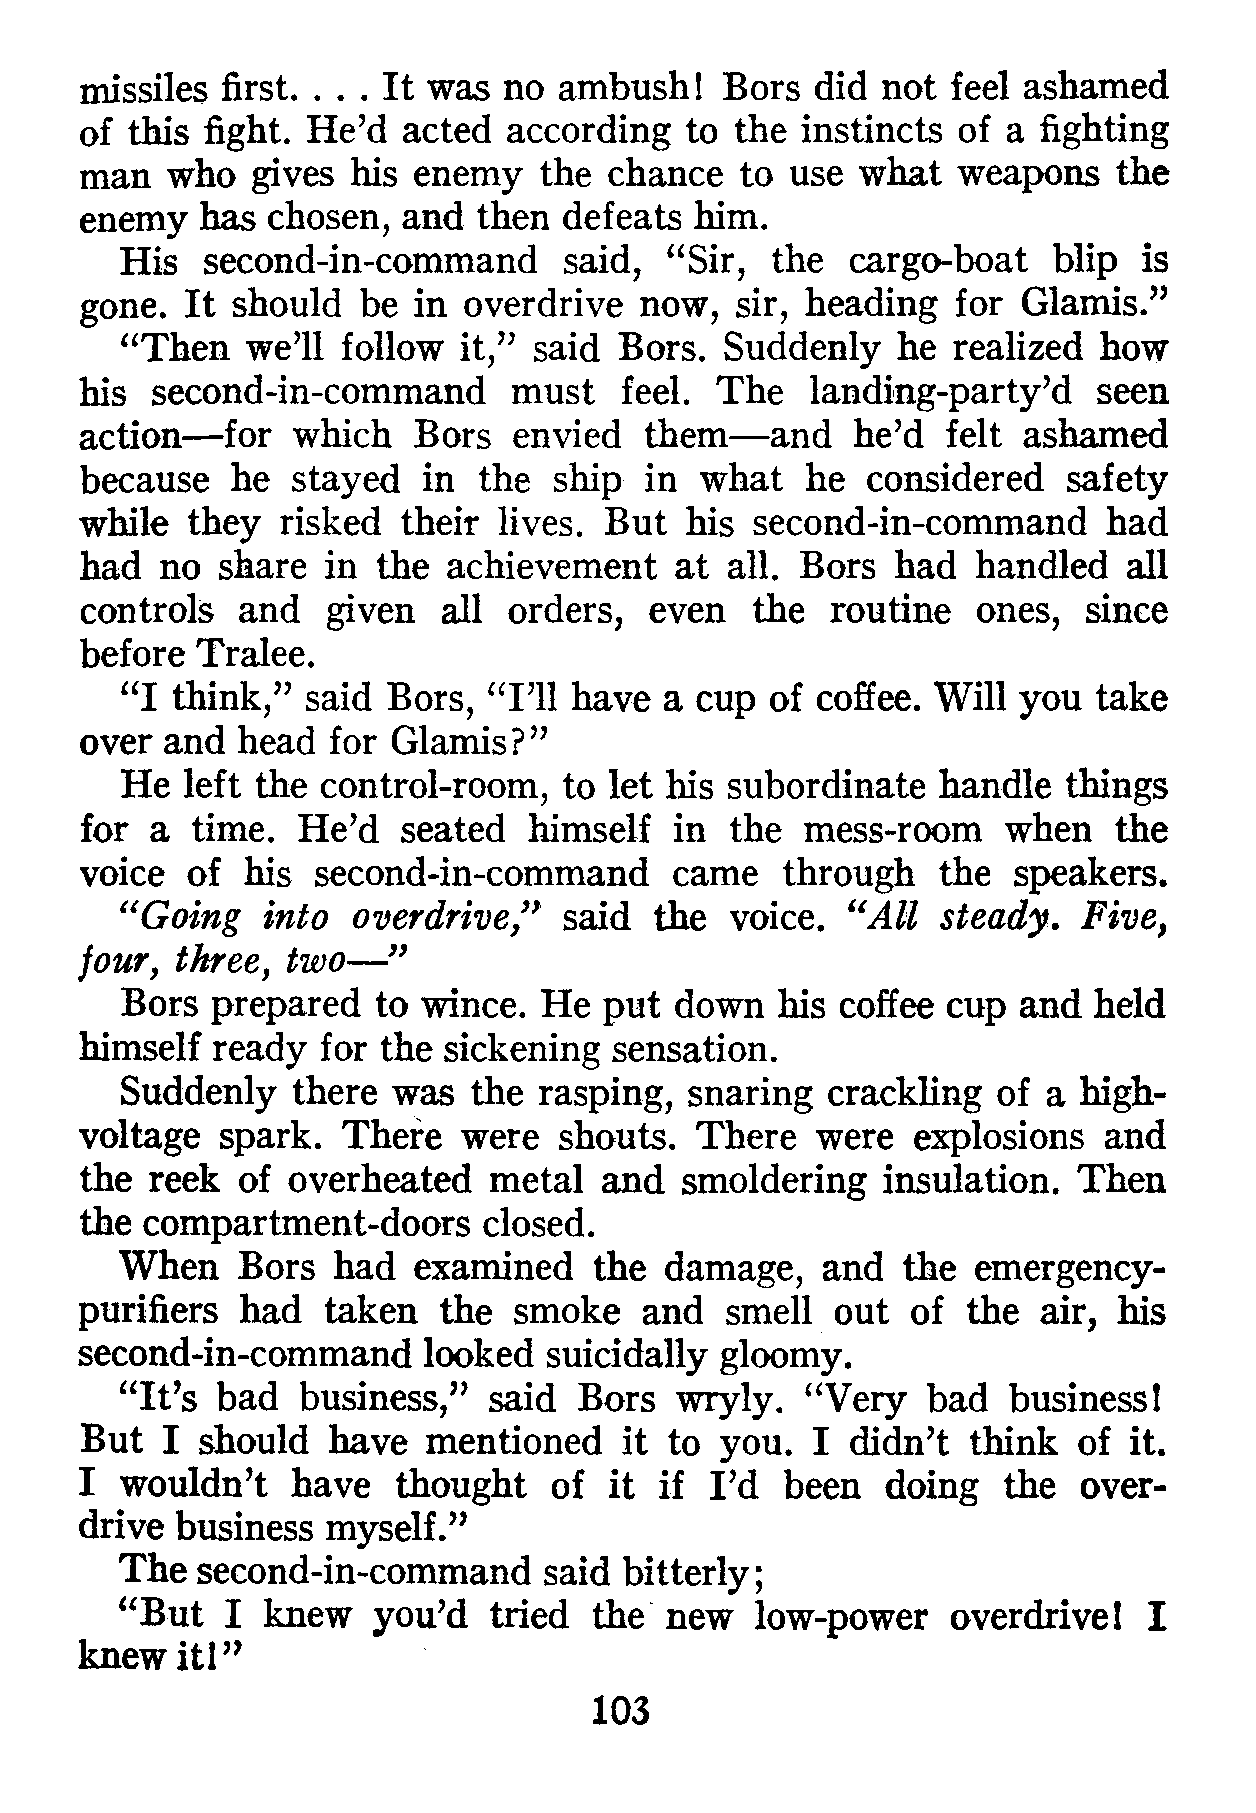 missiles first. . . . It was no ambush! Bors did not feel ashamed
of this fight. He’d acted according to the instincts of a fighting
man who gives his enemy the chance to use what weapons the
enemy has chosen, and then defeats him.
His second-in-command said, “Sir, the cargo-boat blip is
gone. It should be in overdrive now, sir, heading for Glamis.”
“Then we’ll follow it,” said Bors. Suddenly he realized how
his second-in-command must feel. The landing-party’d seen
action—for which Bors envied them—and he’d felt ashamed
because he stayed in the ship in what he considered safety
while they risked their lives. But his second-in-command had
had no share in the achievement at all. Bors had handled all
controls and given all orders, even the routine ones, since
before Tralee.
“I think,” said Bors, “I’ll have a cup of coffee. Will you take
over and head for Glamis?”
He left the control-room, to let his subordinate handle things
for a time. He’d seated himself in the mess-room when the
voice of his second-in-command came through the speakers.
“Going into overdrive,” said the voice. “All steady. Five,
four, three, two—”
Bors prepared to wince. He put down his coffee cup and held
himself ready for the sickening sensation.
Suddenly there was the rasping, snaring crackling of a high-
voltage spark. There were shouts. There were explosions and
the reek of overheated metal and smoldering insulation. Then
the compartment-doors closed.
When Bors had examined the damage, and the emergency-
purifiers had taken the smoke and smell out of the air, his
second-in-command looked suicidally gloomy.
“It’s bad business,” said Bors wryly. “Very bad business!
But I should have mentioned it to you. I didn’t think of it.
I wouldn’t have thought of it if I’d been doing the over-
drive business myself.”
The second-in-command said bitterly;
“But I knew you’d tried the new low-power overdrive! I
knew it!”
103